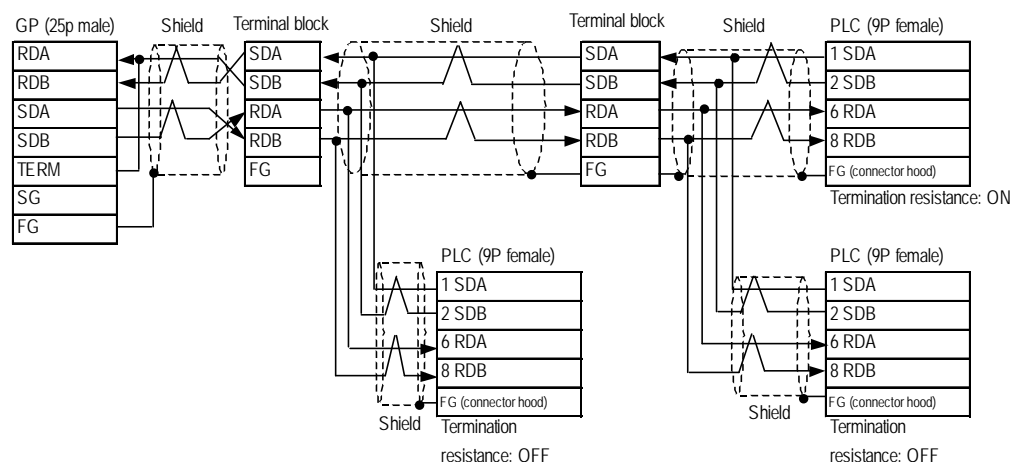 GP (25p male)
Shield
Terminal block
Shield
Terminal block
Shield
PLC (9P female)
RDA
RDB
SDA
SDB
TERM
SG
FG
SDA
SDB
RDA
RDB
FG
SDA
SDB
RDA
RDB
FG
1 SDA
2 SDB
6 RDA
8 RDB
FG (connector hood)
Termination resistance: ON
PLC (9P female)
1 SDA
2 SDB
6 RDA
8 RDB
FG (connector hood)
Shield
Termination
resistance: OFF
PLC (9P female)
1 SDA
2 SDB
6 RDA
8 RDB
FG (connector hood)
Shield
Termination
resistance: OFF